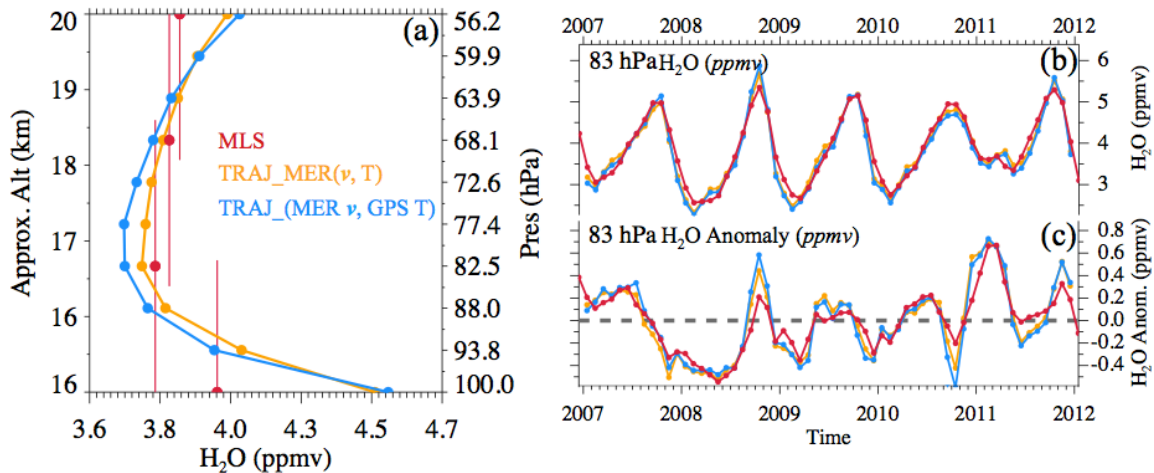 (a)
20
19
18
17
16
16
Approx. Alt (km)
56.2
59.9
63.9
68.1
72.6
77.4
82.5
88.0
93.8
100.0
Pres (hPa)
MLS
TRAJ_MER(v, T)
TRAJ_(MER v, GPS T)
3.6 3.8 4.0 4.3 4.5 4.7
H₂O (ppmv)
2007 2008 2009 2010 2011 2012
83 hPa H₂O (ppmv)
(b)
6
5
4
3
H₂O (ppmv)
83 hPa H₂O Anomaly (ppmv)
(c)
0.8
0.6
0.4
0.2
0.0
-0.2
-0.4
H₂O Anom. (ppmv)
2007 2008 2009 2010 2011 2012
Time